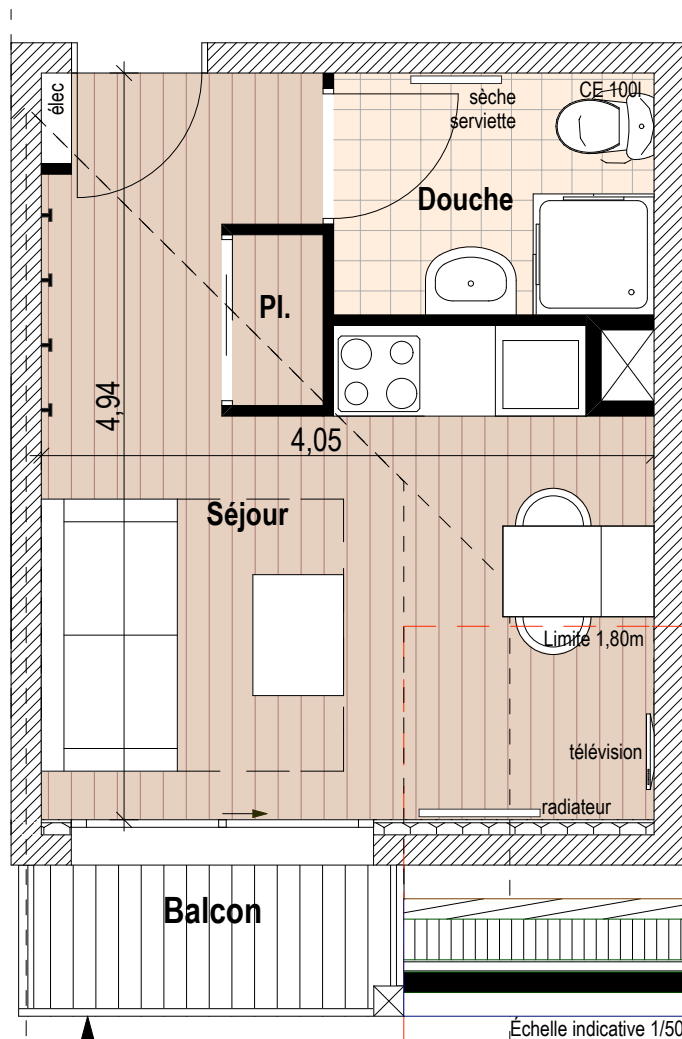 élec
CE 100l
sèche
serviette
Douche
Pl.
4,94
4,05
Séjour
Limite 1,80m
télévision
radiateur
Balcon
Échelle indicative 1/50